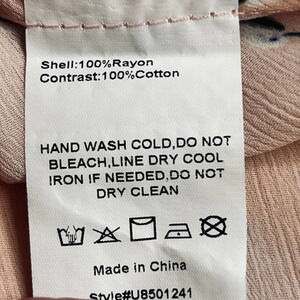 Shell:100%Rayon
Contrast:100%Cotton
HAND WASH COLD,DO NOT
BLEACH,LINE DRY COOL
IRON IF NEEDED,DO NOT
DRY CLEAN
Made in China
Style#U8501241